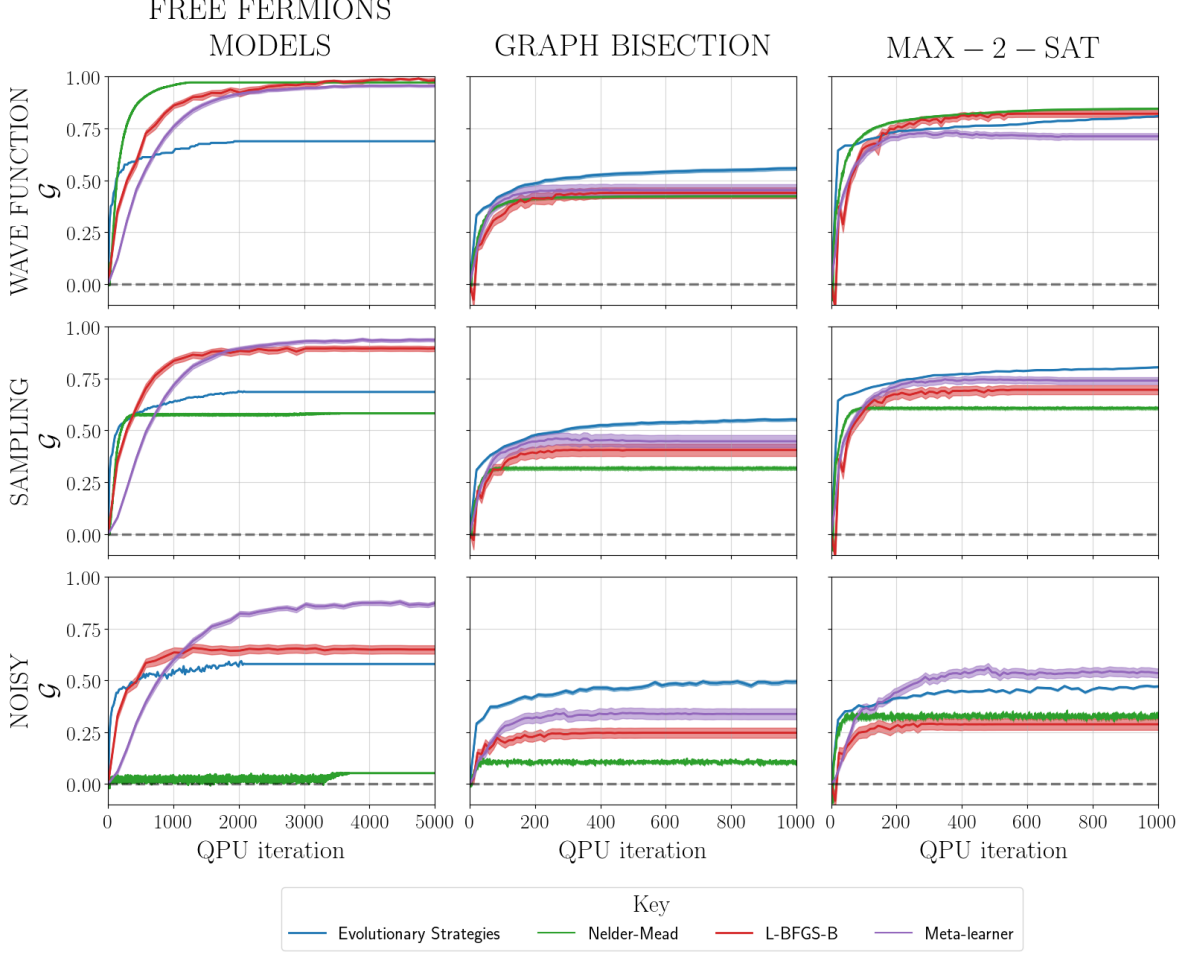 FREE FERMIONS
MODELS
GRAPH BISECTION
MAX − 2 − SAT
WAVE FUNCTION
𝒢
1.00
0.75
0.50
0.25
0.00
SAMPLING
𝒢
1.00
0.75
0.50
0.25
0.00
NOISY
𝒢
1.00
0.75
0.50
0.25
0.00
0 1000 2000 3000 4000 5000
0 200 400 600 800 1000
0 200 400 600 800 1000
QPU iteration
QPU iteration
QPU iteration
Key
Evolutionary Strategies
Nelder-Mead
L-BFGS-B
Meta-learner